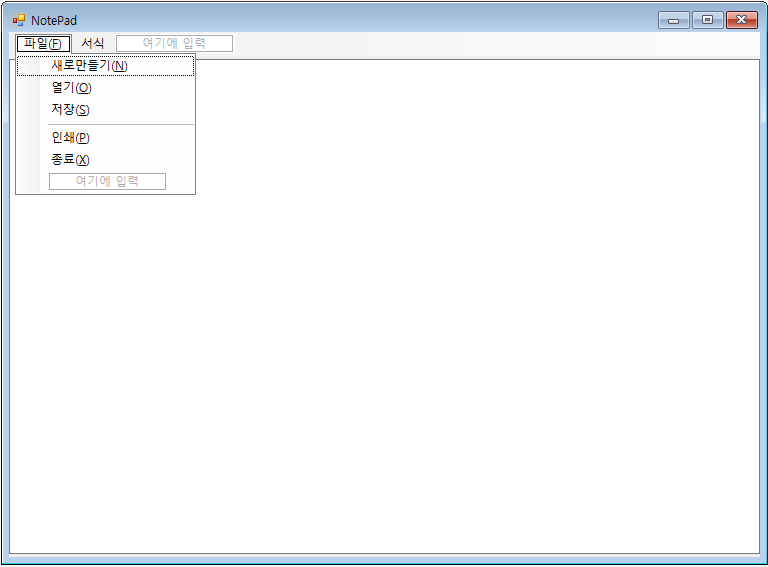 NotePad
파일(F) 서식 여기에 입력
새로만들기(N)
열기(O)
저장(S)
인쇄(P)
종료(X)
여기에 입력